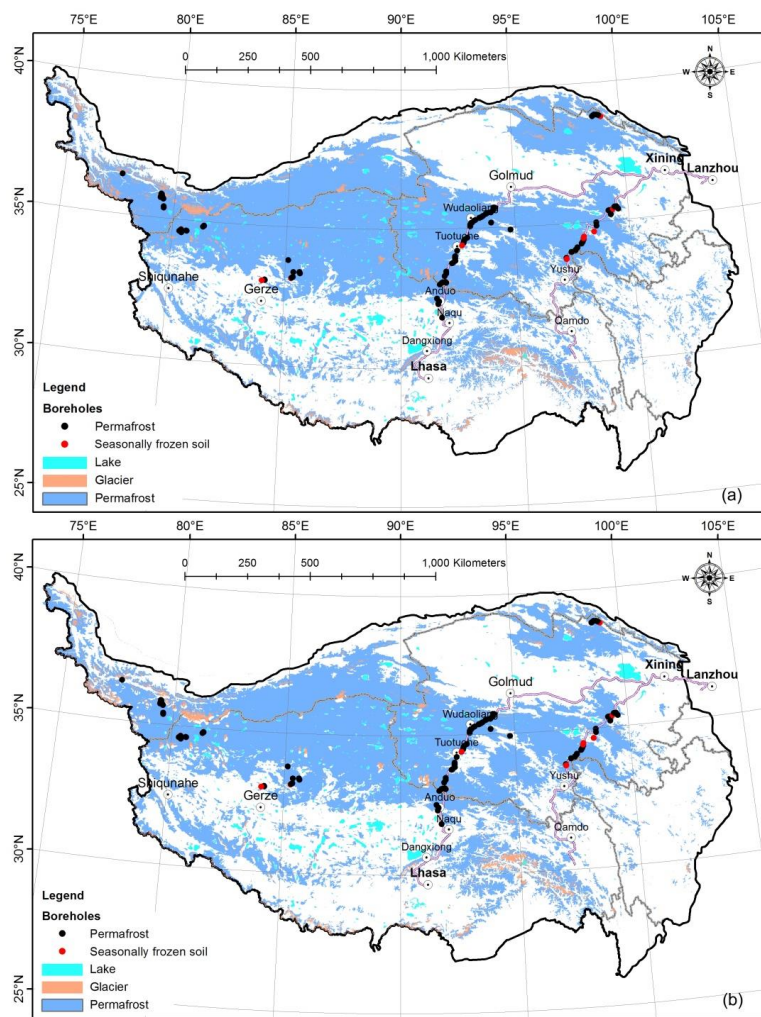 75°E 80°E 85°E 90°E 95°E 100°E 105°E
40°N
35°N
30°N
25°N
0 250 500 1,000 Kilometers
N
W E
S
Xining
Lanzhou
Golmud
Wudaoliang
Tuotuohe
Yushu
Shiqunahe
Gerze
Anduo
Naqu
Qamdo
Dangxiong
Lhasa
Legend
Boreholes
Permafrost
Seasonally frozen soil
Lake
Glacier
Permafrost
(a)
75°E 80°E 85°E 90°E 95°E 100°E 105°E
40°N
35°N
30°N
25°N
0 250 500 1,000 Kilometers
N
W E
S
Xining
Lanzhou
Golmud
Wudaoliang
Tuotuohe
Yushu
Shiqunahe
Gerze
Anduo
Naqu
Qamdo
Dangxiong
Lhasa
Legend
Boreholes
Permafrost
Seasonally frozen soil
Lake
Glacier
Permafrost
(b)